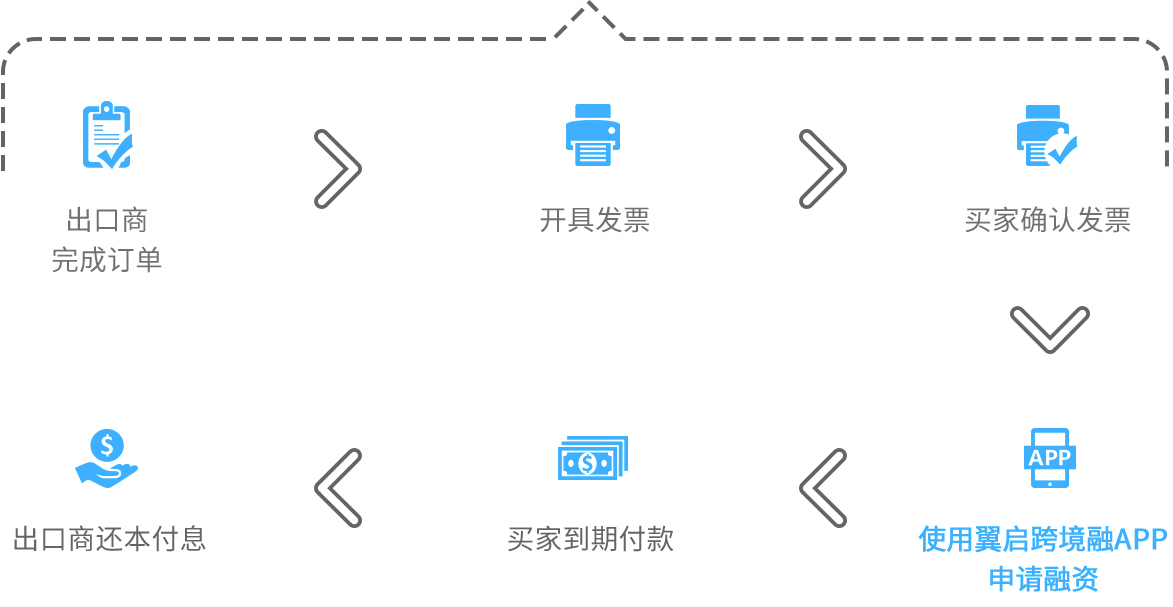 出口商
完成订单
开具发票
买家确认发票
APP
使用翼启跨境融APP
申请融资
$
买家到期付款
$
出口商还本付息